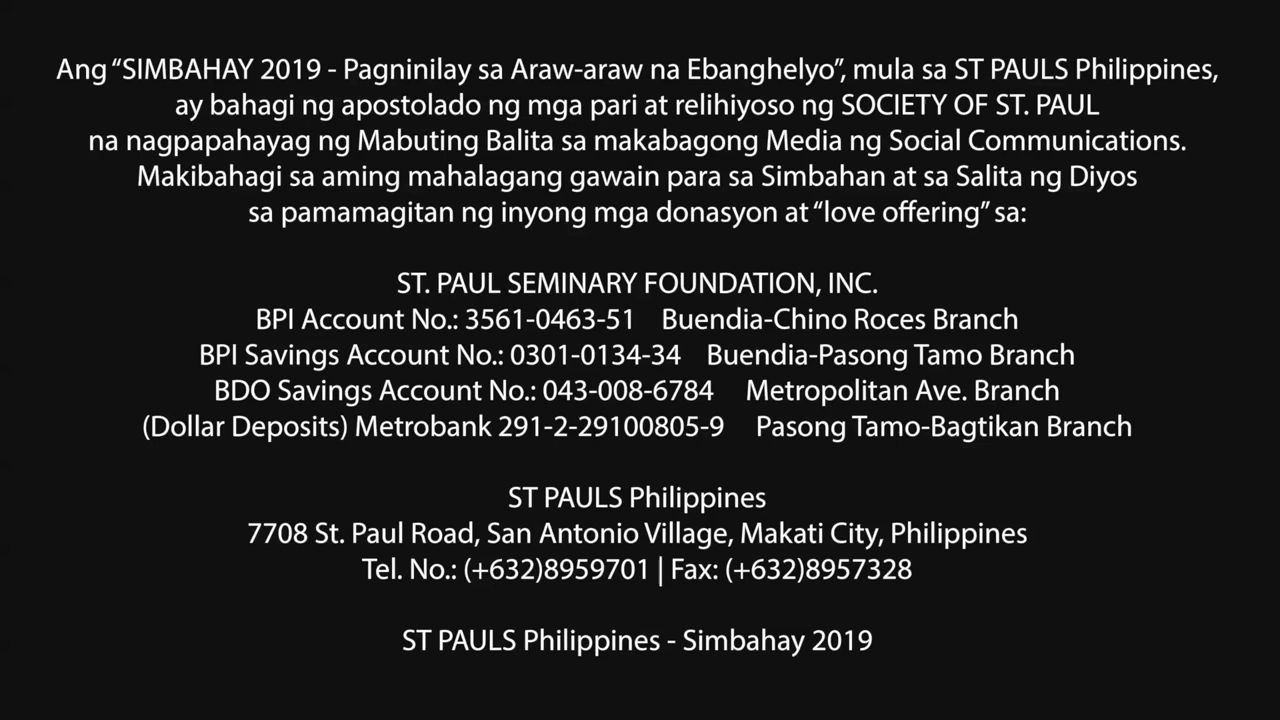 Ang “SIMBAHAY 2019 - Pagninilay sa Araw-araw na Ebanghelyo”, mula sa ST PAULS Philippines,
ay bahagi ng apostolado ng mga pari at relihiyoso ng SOCIETY OF ST. PAUL
na nagpapahayag ng Mabuting Balita sa makabagong Media ng Social Communications.
Makibahagi sa aming mahalagang gawain para sa Simbahan at sa Salita ng Diyos
sa pamamagitan ng inyong mga donasyon at “love offering” sa:
ST. PAUL SEMINARY FOUNDATION, INC.
BPI Account No.: 3561-0463-51 Buendia-Chino Roces Branch
BPI Savings Account No.: 0301-0134-34 Buendia-Pasong Tamo Branch
BDO Savings Account No.: 043-008-6784 Metropolitan Ave. Branch
(Dollar Deposits) Metrobank 291-2-29100805-9 Pasong Tamo-Bagtikan Branch
ST PAULS Philippines
7708 St. Paul Road, San Antonio Village, Makati City, Philippines
Tel. No.: (+632)8959701 | Fax: (+632)8957328
ST PAULS Philippines - Simbahay 2019